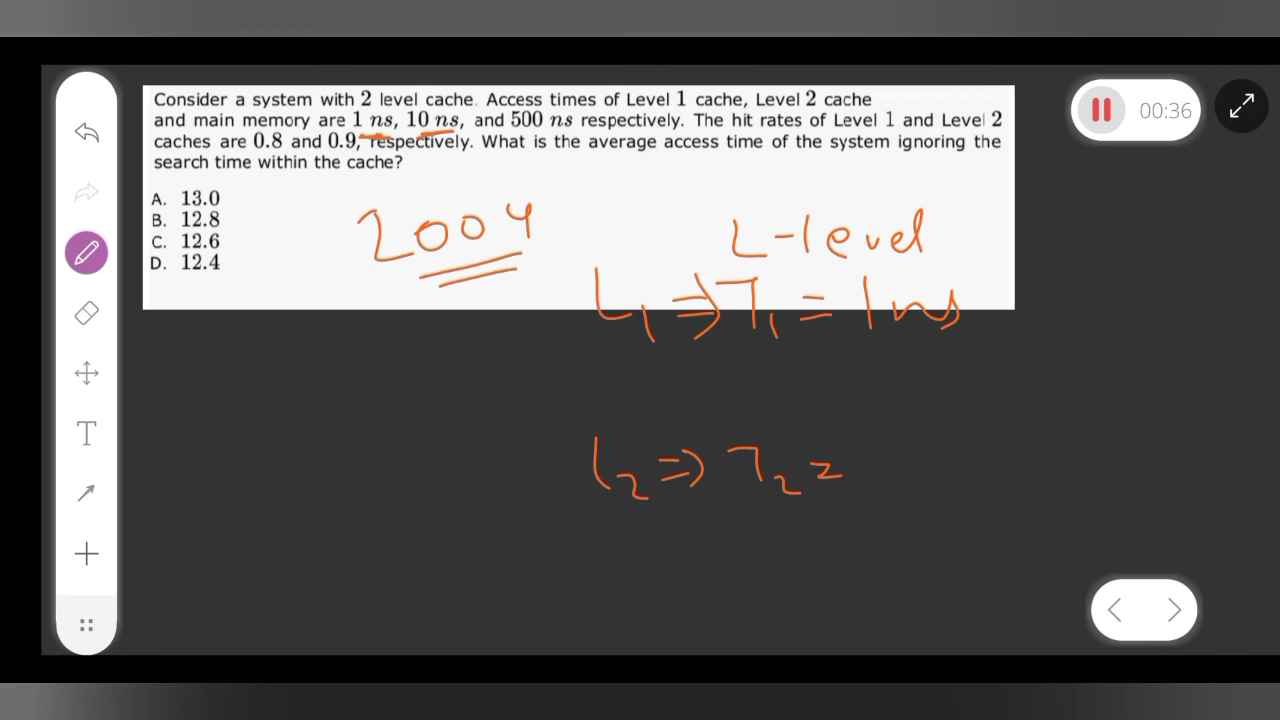 Consider a system with 2 level cache. Access times of Level 1 cache, Level 2 cache
and main memory are 1 ns, 10 ns, and 500 ns respectively. The hit rates of Level 1 and Level 2
caches are 0.8 and 0.9, respectively. What is the average access time of the system ignoring the
search time within the cache?
A. 13.0
B. 12.8
C. 12.6
D. 12.4
2004
2-level
L1 ⇒ T1 = 1 ns
L2 ⇒ T2 =
00:36
T